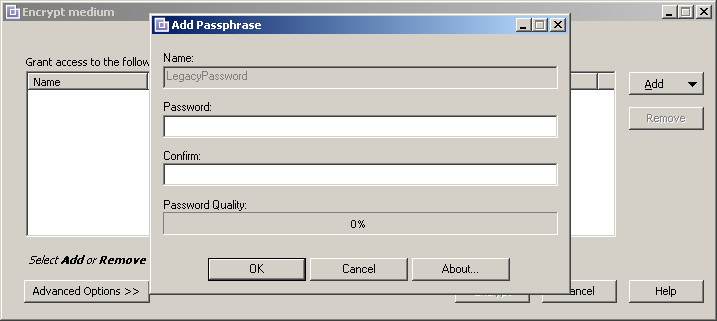 Encrypt medium
Add Passphrase
Grant access to the follow
Name
Name:
LegacyPassword
Password:
Confirm:
Password Quality:
0%
Add
Remove
Select Add or Remove
OK
Cancel
About...
Advanced Options >>
ancel
Help